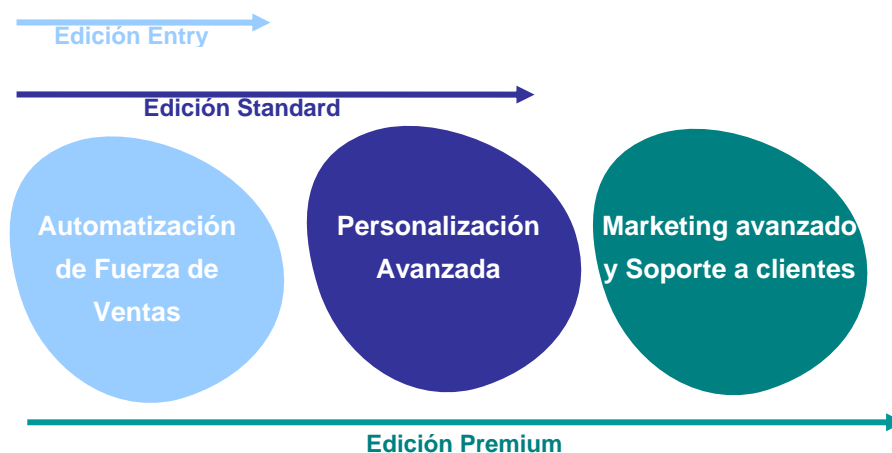 Edición Entry
Edición Standard
Automatización
de Fuerza de
Ventas
Personalización
Avanzada
Marketing avanzado
y Soporte a clientes
Edición Premium